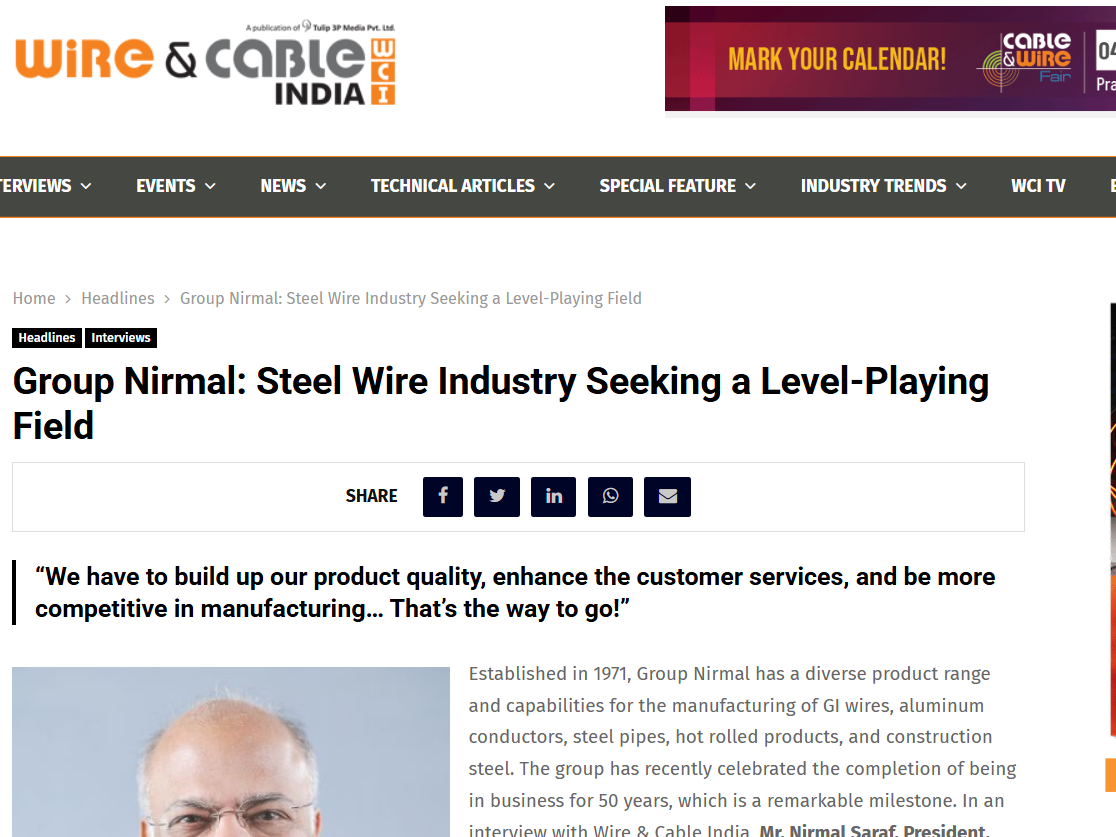 A publication of Tulip 3P Media Pvt. Ltd.
WiRE & CABLE WCI
INDIA
MARK YOUR CALENDAR!
CABLE
&WIRE
Fair
04
Pra
TERVIEWS EVENTS NEWS TECHNICAL ARTICLES SPECIAL FEATURE INDUSTRY TRENDS WCI TV
Home > Headlines > Group Nirmal: Steel Wire Industry Seeking a Level-Playing Field
Headlines Interviews
Group Nirmal: Steel Wire Industry Seeking a Level-Playing
Field
SHARE
“We have to build up our product quality, enhance the customer services, and be more
competitive in manufacturing… That’s the way to go!”
Established in 1971, Group Nirmal has a diverse product range
and capabilities for the manufacturing of GI wires, aluminum
conductors, steel pipes, hot rolled products, and construction
steel. The group has recently celebrated the completion of being
in business for 50 years, which is a remarkable milestone. In an
interview with Wire & Cable India, Mr. Nirmal Saraf, President,